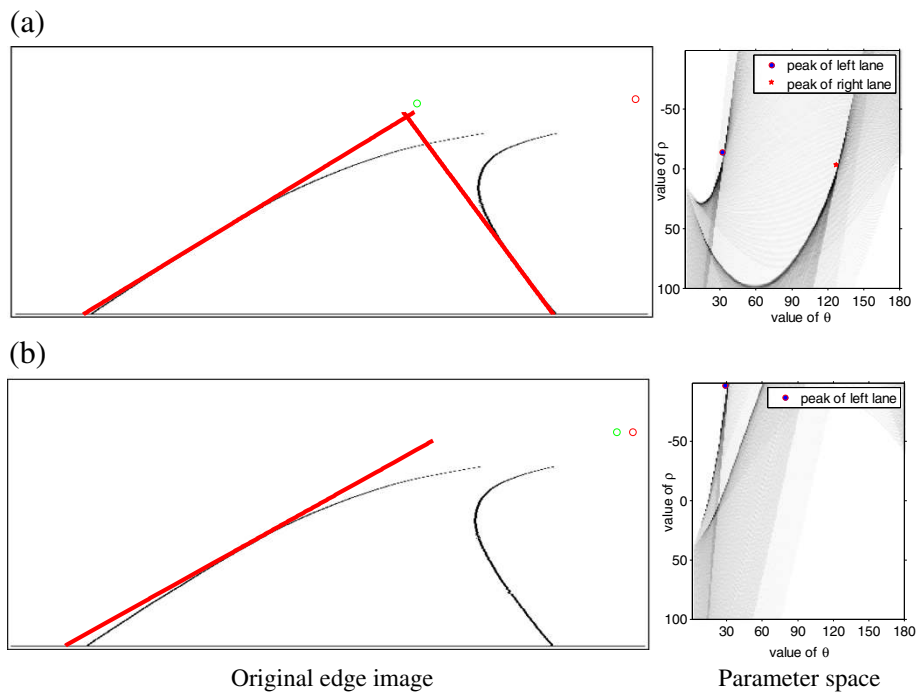 (a)
peak of left lane
peak of right lane
value of ρ
-50
0
50
100
30 60 90 120 150 180
value of θ
(b)
peak of left lane
value of ρ
-50
0
50
100
30 60 90 120 150 180
value of θ
Original edge image
Parameter space